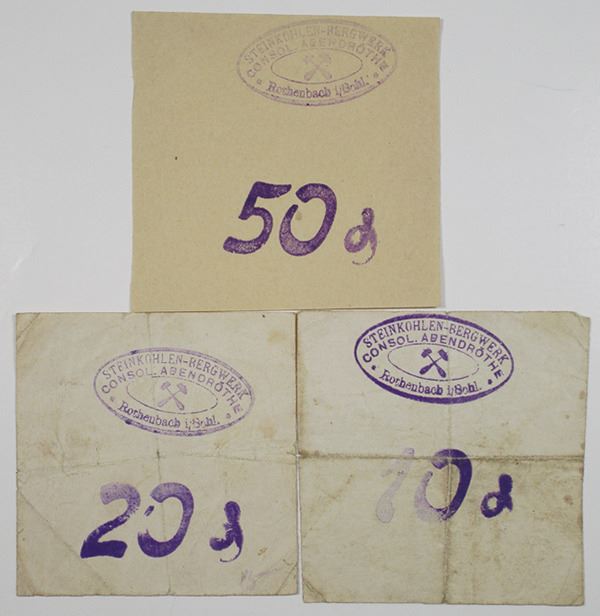 STEINKOHLEN-BERGWERK
CONSOL. ABENDRÖTHE
Rothenbach i/Schl.
50 ₰
STEINKOHLEN-BERGWERK
CONSOL. ABENDRÖTHE
Rothenbach i/Schl.
20 ₰
STEINKOHLEN-BERGWERK
CONSOL. ABENDRÖTHE
Rothenbach i/Schl.
10 ₰